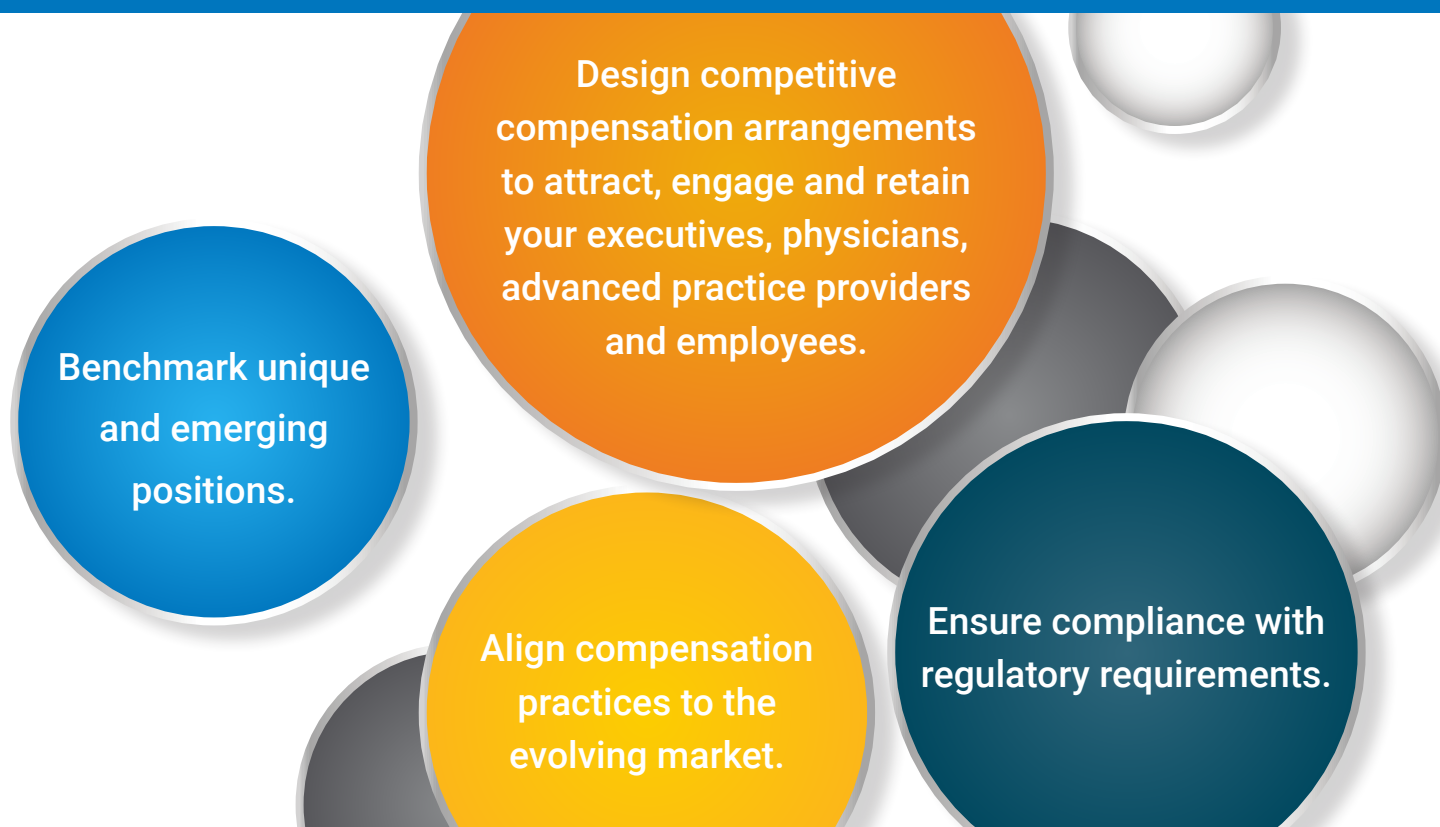 Design competitive
compensation arrangements
to attract, engage and retain
your executives, physicians,
advanced practice providers
and employees.
Benchmark unique
and emerging
positions.
Align compensation
practices to the
evolving market.
Ensure compliance with
regulatory requirements.